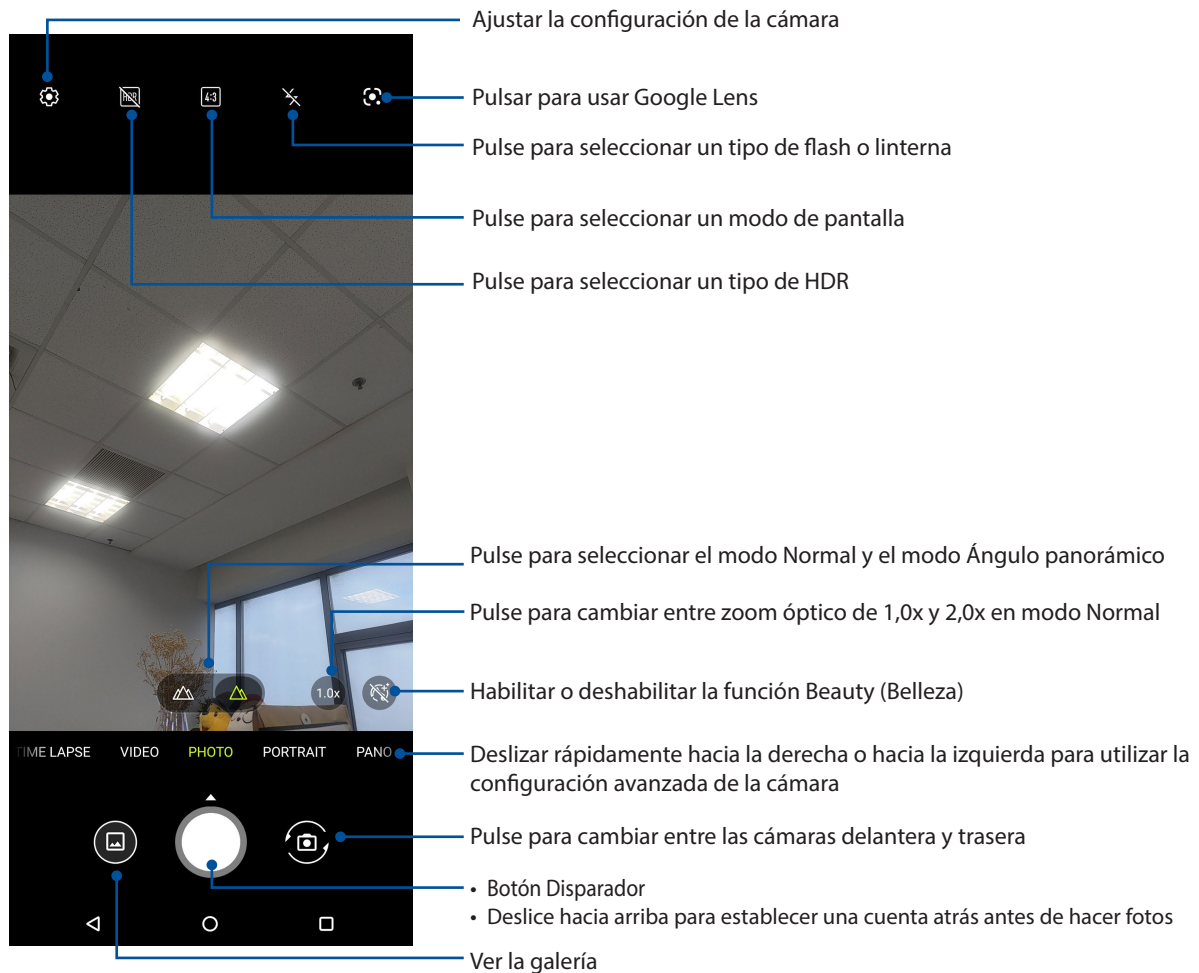 Ajustar la configuración de la cámara
HDR
4:3
Pulsar para usar Google Lens
Pulse para seleccionar un tipo de flash o linterna
Pulse para seleccionar un modo de pantalla
Pulse para seleccionar un tipo de HDR
Pulse para seleccionar el modo Normal y el modo Ángulo panorámico
Pulse para cambiar entre zoom óptico de 1,0x y 2,0x en modo Normal
1.0x
Habilitar o deshabilitar la función Beauty (Belleza)
TIME LAPSE VIDEO PHOTO PORTRAIT PANO
Deslizar rápidamente hacia la derecha o hacia la izquierda para utilizar la
configuración avanzada de la cámara
Pulse para cambiar entre las cámaras delantera y trasera
• Botón Disparador
• Deslice hacia arriba para establecer una cuenta atrás antes de hacer fotos
Ver la galería